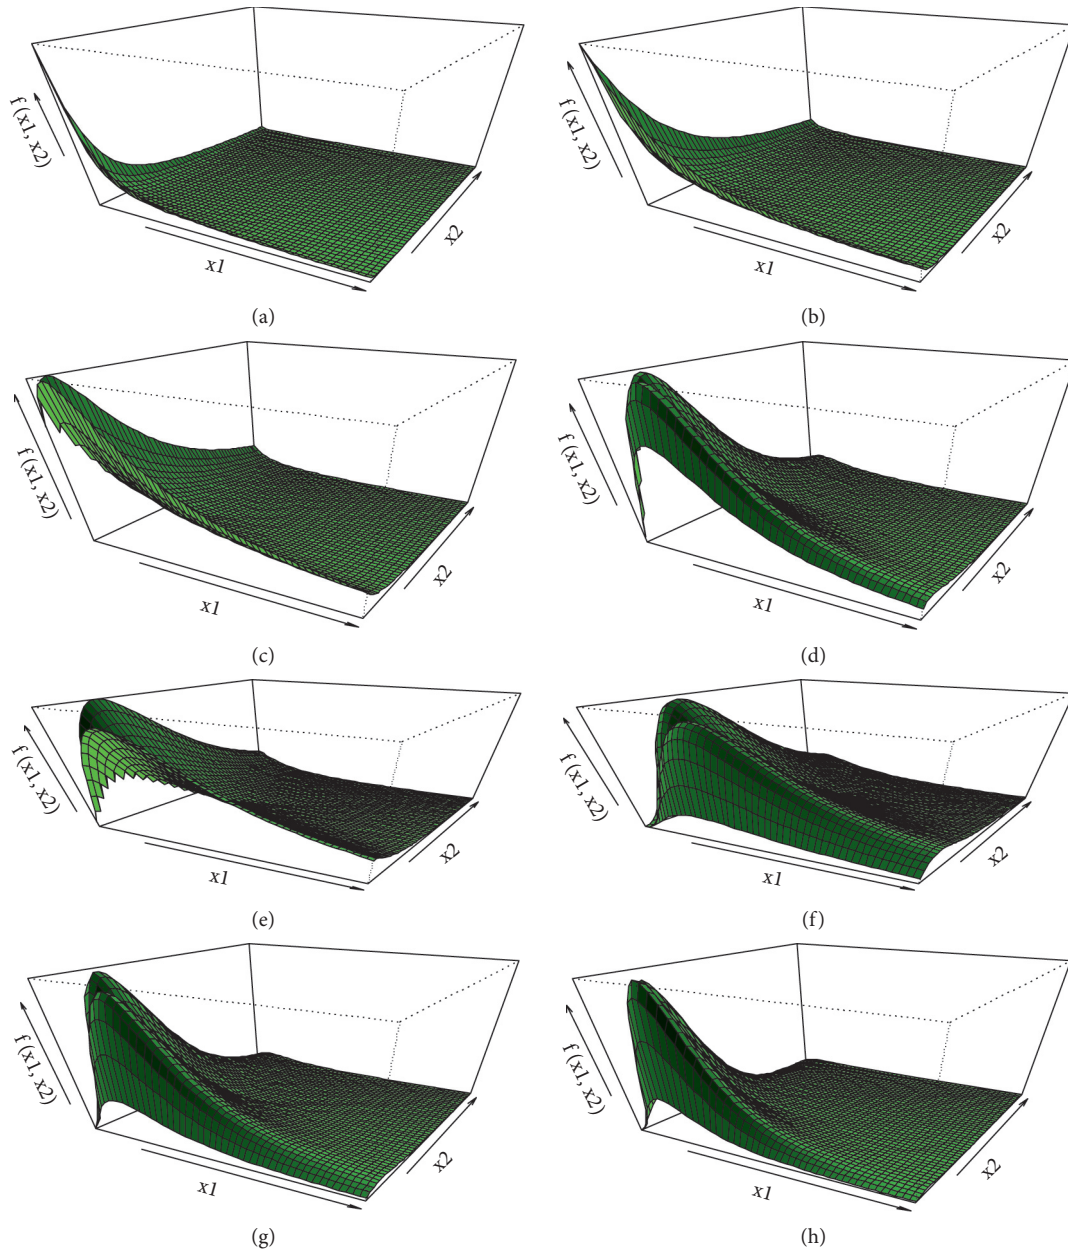 f (x1, x2)
x1
x2
(a)
f (x1, x2)
x1
x2
(b)
f (x1, x2)
x1
x2
(c)
f (x1, x2)
x1
x2
(d)
f (x1, x2)
x1
x2
(e)
f (x1, x2)
x1
x2
(f)
f (x1, x2)
x1
x2
(g)
f (x1, x2)
x1
x2
(h)